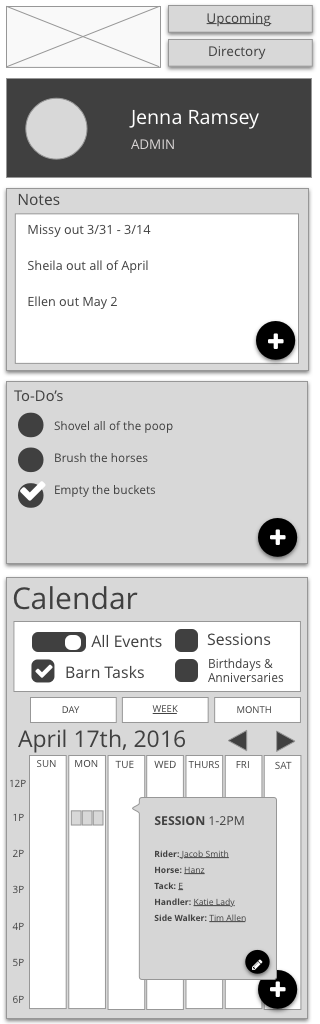 Upcoming
Directory
Jenna Ramsey
ADMIN
Notes
Missy out 3/31 - 3/14
Sheila out all of April
Ellen out May 2
To-Do's
Shovel all of the poop
Brush the horses
Empty the buckets
Calendar
All Events
Sessions
Barn Tasks
Birthdays &
Anniversaries
DAY
WEEK
MONTH
April 17th, 2016
SUN MON TUE WED THURS FRI SAT
12P
1P
2P
3P
4P
5P
6P
SESSION 1-2PM
Rider: Jacob Smith
Horse: Hanz
Tack: E
Handler: Katie Lady
Side Walker: Tim Allen